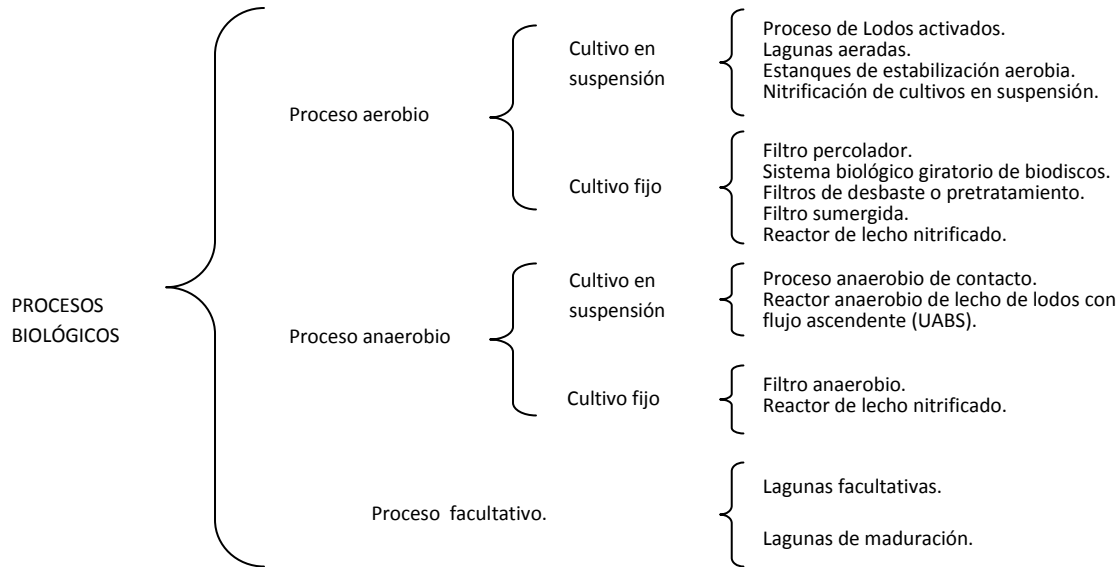 PROCESOS
BIOLÓGICOS
Proceso aerobio
Cultivo en
suspensión
Proceso de Lodos activados.
Lagunas aeradas.
Estanques de estabilización aerobia.
Nitrificación de cultivos en suspensión.
Cultivo fijo
Filtro percolador.
Sistema biológico giratorio de biodiscos.
Filtros de desbaste o pretratamiento.
Filtro sumergida.
Reactor de lecho nitrificado.
Proceso anaerobio
Cultivo en
suspensión
Proceso anaerobio de contacto.
Reactor anaerobio de lecho de lodos con
flujo ascendente (UABS).
Cultivo fijo
Filtro anaerobio.
Reactor de lecho nitrificado.
Proceso facultativo.
Lagunas facultativas.
Lagunas de maduración.